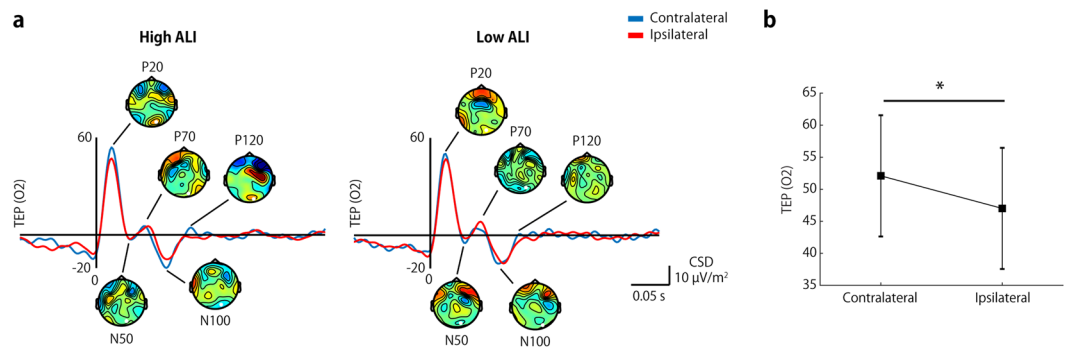 a
High ALI
Low ALI
Contralateral
Ipsilateral
P20
P70
P120
60
TEP (O2)
-20
0
N50
N100
P20
P70
P120
60
TEP (O2)
-20
0
N50
N100
CSD
10 μV/m²
0.05 s
b
*
65
60
55
50
45
40
35
TEP (O2)
Contralateral
Ipsilateral